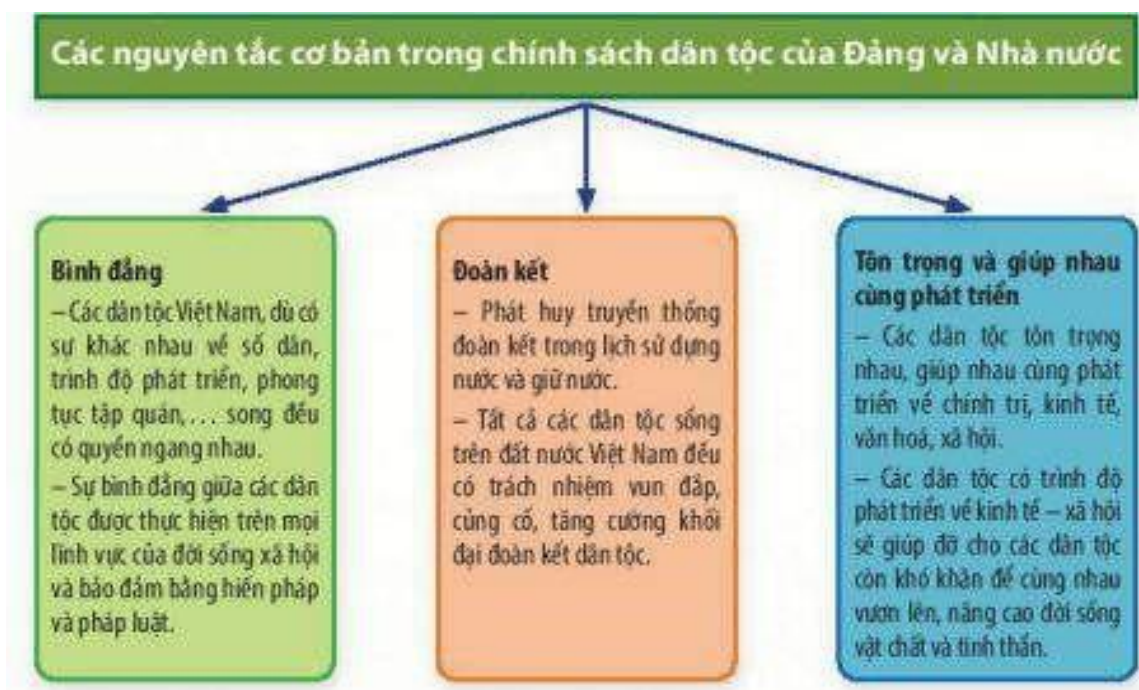 Các nguyên tắc cơ bản trong chính sách dân tộc của Đảng và Nhà nước
Bình đẳng
– Các dân tộc Việt Nam, dù có
sự khác nhau về số dân,
trình độ phát triển, phong
tục tập quán,... song đều
có quyền ngang nhau.
– Sự bình đẳng giữa các dân
tộc được thực hiện trên mọi
lĩnh vực của đời sống xã hội
và bảo đảm bằng hiến pháp
và pháp luật.
Đoàn kết
– Phát huy truyền thống
đoàn kết trong lịch sử dựng
nước và giữ nước.
– Tất cả các dân tộc sống
trên đất nước Việt Nam đều
có trách nhiệm vun đắp,
củng cố, tăng cường khối
đại đoàn kết dân tộc.
Tôn trọng và giúp nhau
cùng phát triển
– Các dân tộc tôn trọng
nhau, giúp nhau cùng phát
triển về chính trị, kinh tế,
văn hoá, xã hội.
– Các dân tộc có trình độ
phát triển về kinh tế – xã hội
sẽ giúp đỡ cho các dân tộc
còn khó khăn để cùng nhau
vươn lên, nâng cao đời sống
vật chất và tinh thần.